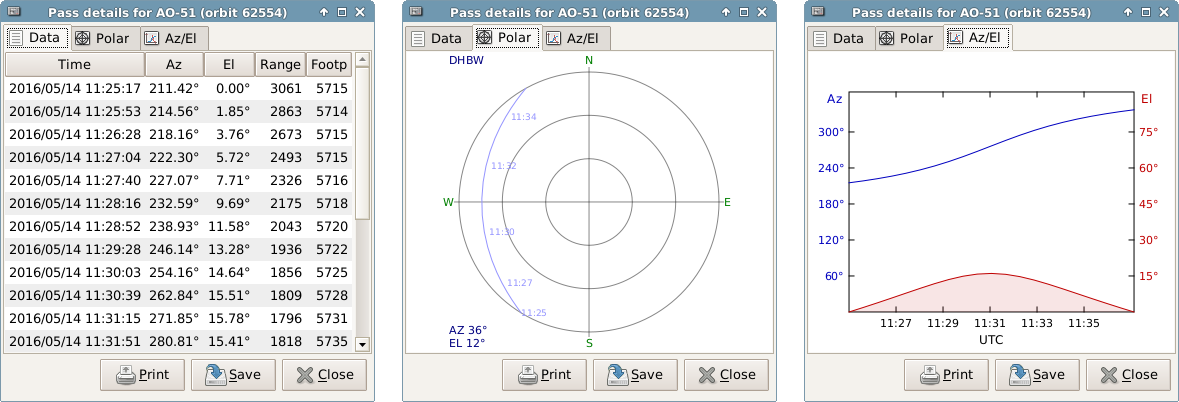 Pass details for AO-51 (orbit 62554)
Data Polar Az/El
Time Az El Range Footp
2016/05/14 11:25:17 211.42° 0.00° 3061 5715
2016/05/14 11:25:53 214.56° 1.85° 2863 5714
2016/05/14 11:26:28 218.16° 3.76° 2673 5715
2016/05/14 11:27:04 222.30° 5.72° 2493 5715
2016/05/14 11:27:40 227.07° 7.71° 2326 5716
2016/05/14 11:28:16 232.59° 9.69° 2175 5718
2016/05/14 11:28:52 238.93° 11.58° 2043 5720
2016/05/14 11:29:28 246.14° 13.28° 1936 5722
2016/05/14 11:30:03 254.16° 14.64° 1856 5725
2016/05/14 11:30:39 262.84° 15.51° 1809 5728
2016/05/14 11:31:15 271.85° 15.78° 1796 5731
2016/05/14 11:31:51 280.81° 15.41° 1818 5735
Print Save Close
Pass details for AO-51 (orbit 62554)
Data Polar Az/El
DHBW
N
11:34
11:32
W E
11:30
11:27
11:25
AZ 36°
EL 12°
S
Print Save Close
Pass details for AO-51 (orbit 62554)
Data Polar Az/El
Az El
300° 75°
240° 60°
180° 45°
120° 30°
60° 15°
11:27 11:29 11:31 11:33 11:35
UTC
Print Save Close